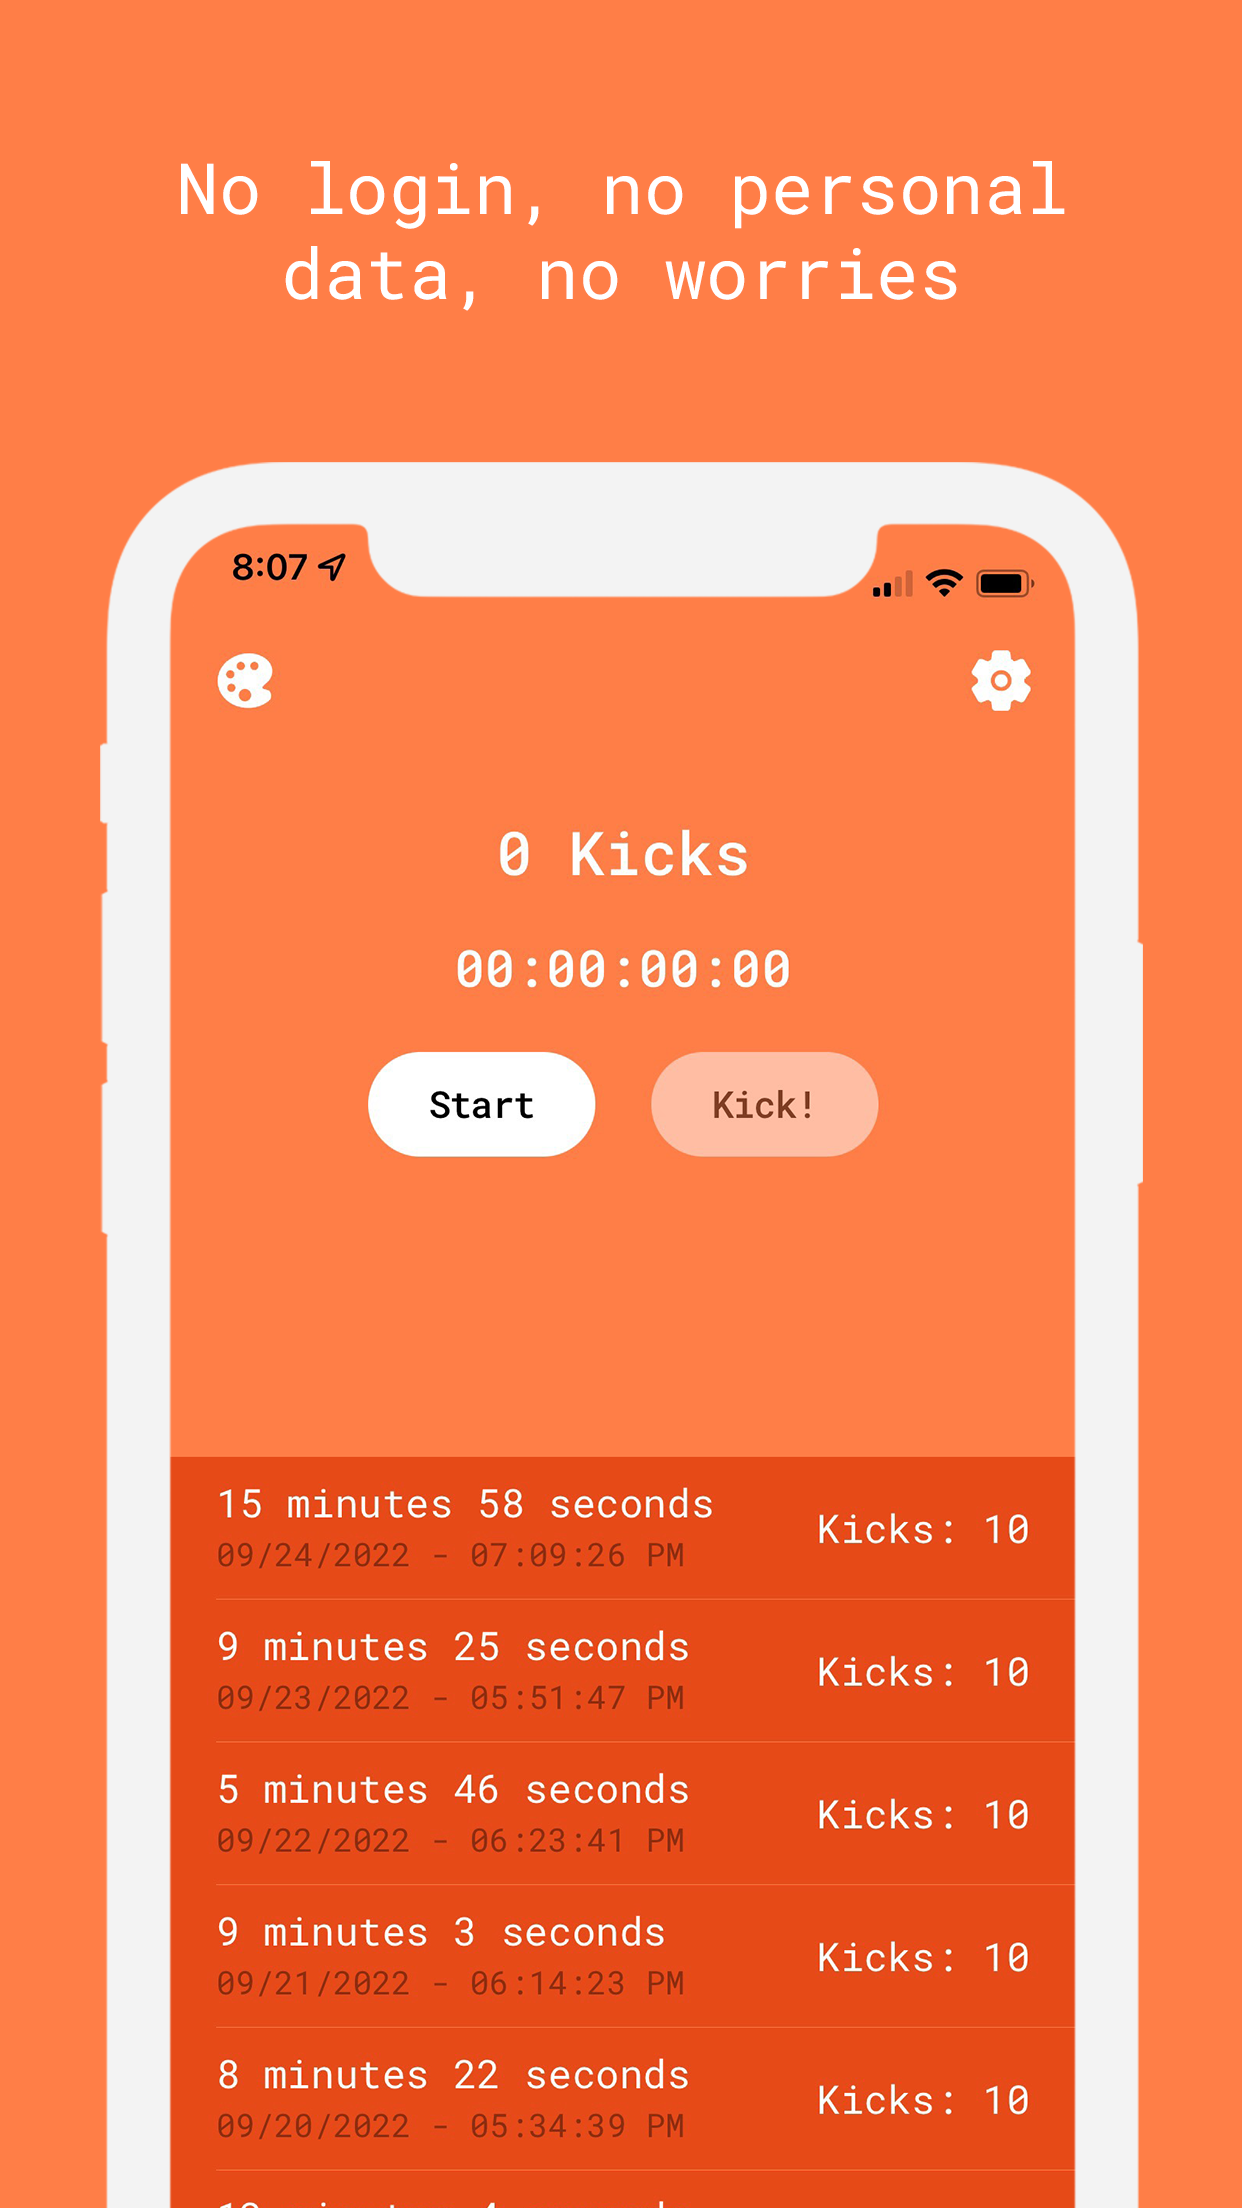 No login, no personal
data, no worries
8:07
0 Kicks
00:00:00:00
Start
Kick!
15 minutes 58 seconds
09/24/2022 - 07:09:26 PM
Kicks: 10
9 minutes 25 seconds
09/23/2022 - 05:51:47 PM
Kicks: 10
5 minutes 46 seconds
09/22/2022 - 06:23:41 PM
Kicks: 10
9 minutes 3 seconds
09/21/2022 - 06:14:23 PM
Kicks: 10
8 minutes 22 seconds
09/20/2022 - 05:34:39 PM
Kicks: 10